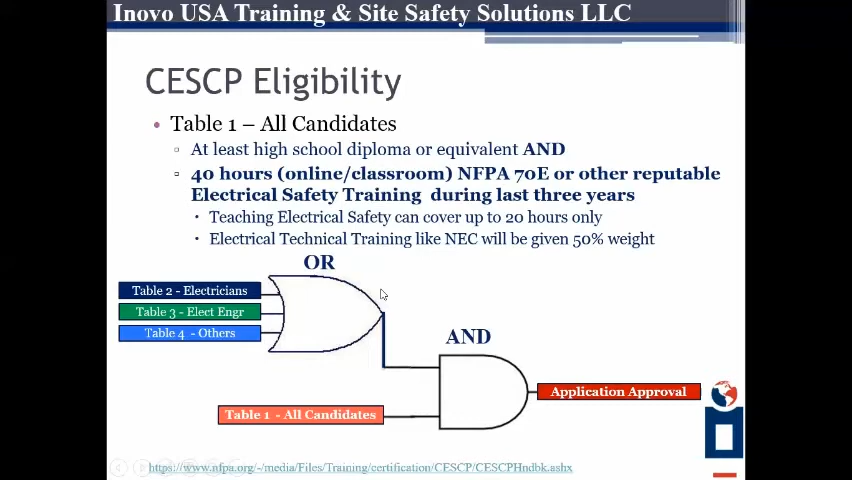 Inovo USA Training & Site Safety Solutions LLC
CESCP Eligibility
• Table 1 – All Candidates
▫ At least high school diploma or equivalent AND
▫ 40 hours (online/classroom) NFPA 70E or other reputable
Electrical Safety Training during last three years
• Teaching Electrical Safety can cover up to 20 hours only
• Electrical Technical Training like NEC will be given 50% weight
OR
Table 2 - Electricians
Table 3 - Elect Engr
Table 4 - Others
AND
Application Approval
Table 1 - All Candidates
https://www.nfpa.org/-/media/Files/Training/certification/CESCP/CESCPHndbk.ashx